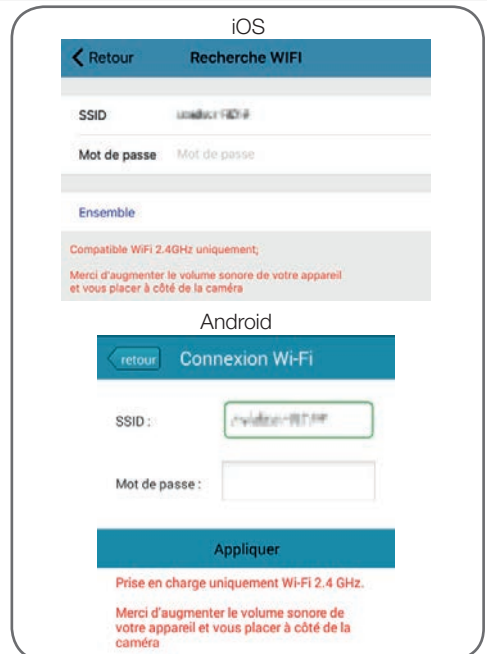 iOS
Retour Recherche WIFI
SSID
Mot de passe Mot de passe
Ensemble
Compatible WiFi 2.4GHz uniquement;
Merci d'augmenter le volume sonore de votre appareil
et vous placer à côté de la caméra
Android
retour Connexion Wi-Fi
SSID :
Mot de passe :
Appliquer
Prise en charge uniquement Wi-Fi 2.4 GHz.
Merci d'augmenter le volume sonore de
votre appareil et vous placer à côté de la
caméra